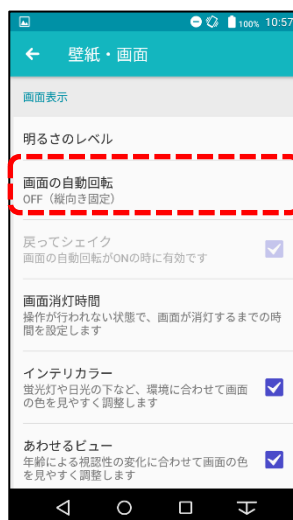 100% 10:57
壁紙・画面
画面表示
明るさのレベル
画面の自動回転
OFF（縦向き固定）
戻ってシェイク
画面の自動回転がONの時に有効です
画面消灯時間
操作が行われない状態で、画面が消灯するまでの時
間を設定します
インテリカラー
蛍光灯や日光の下など、環境に合わせて画面
の色を見やすく調整します
あわせるビュー
年齢による視認性の変化に合わせて画面の色
を見やすく調整します